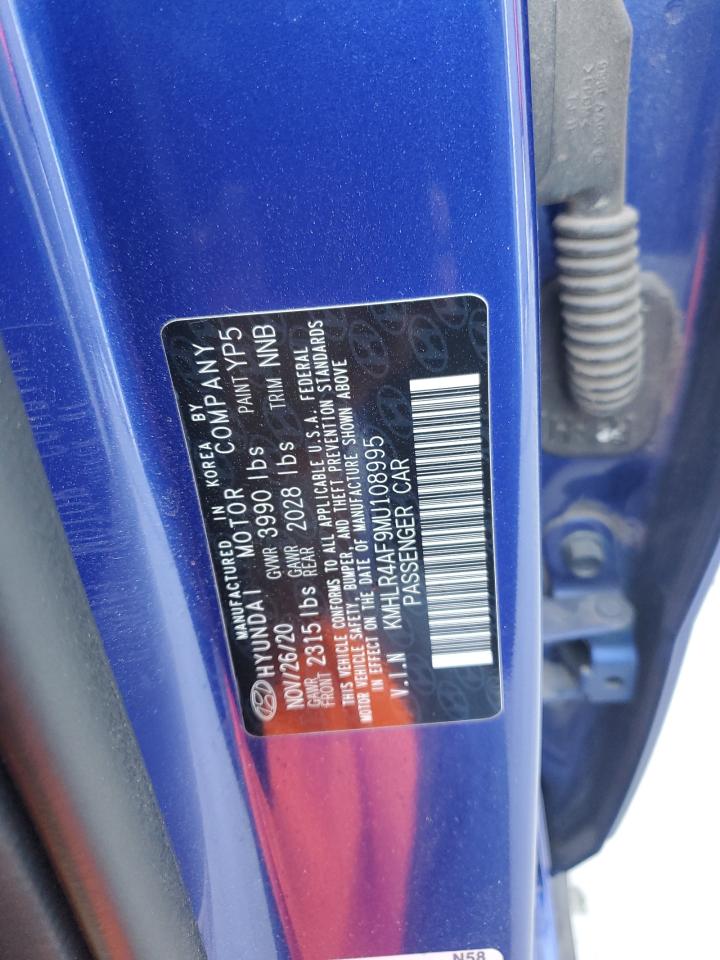 MANUFACTURED IN KOREA BY
HYUNDAI MOTOR COMPANY
NOV/26/20 GVWR 3990 lbs PAINT YP5
GAWR FRONT 2315 lbs GAWR REAR 2028 lbs TRIM NNB
THIS VEHICLE CONFORMS TO ALL APPLICABLE U.S.A. FEDERAL
MOTOR VEHICLE SAFETY, BUMPER, AND THEFT PREVENTION STANDARDS
IN EFFECT ON THE DATE OF MANUFACTURE SHOWN ABOVE
V.I.N KMHLR4AF9MU108995
PASSENGER CAR
N58